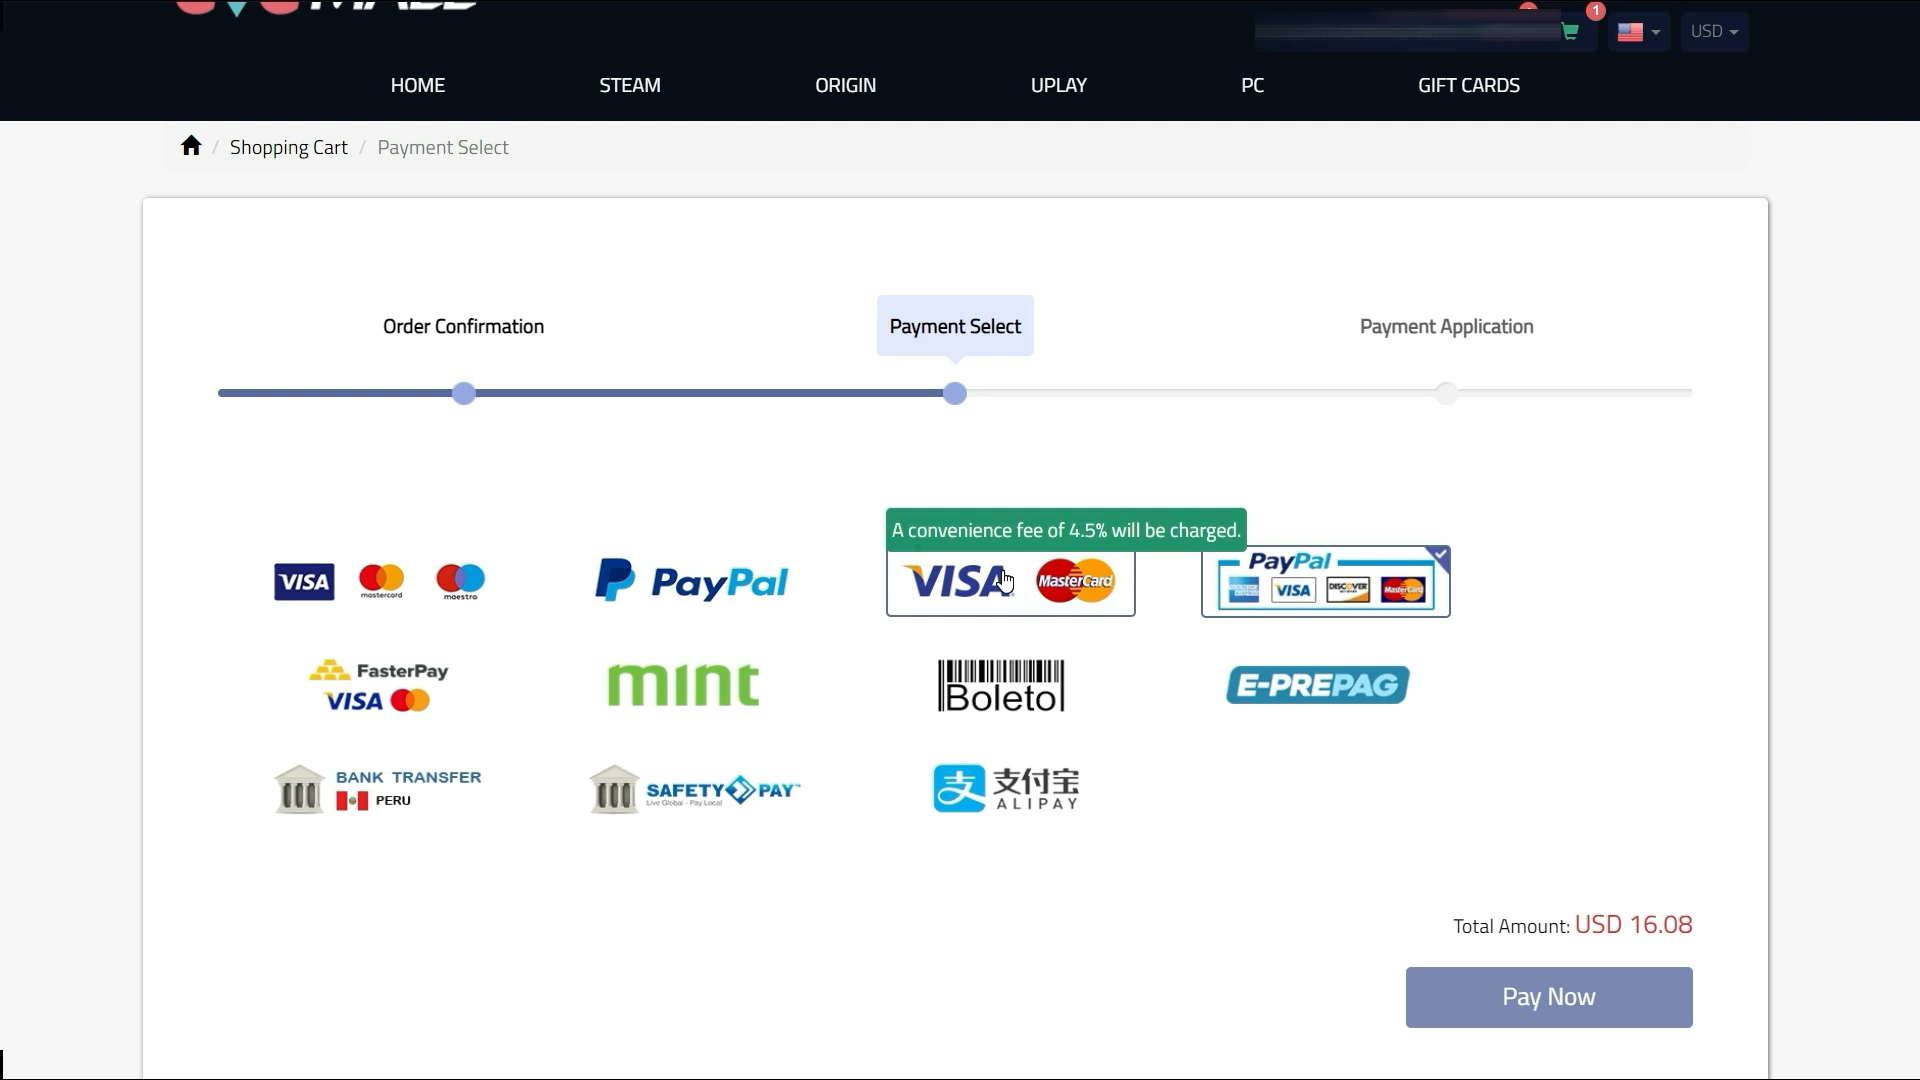 1
USD
HOME STEAM ORIGIN UPLAY PC GIFT CARDS
/ Shopping Cart / Payment Select
Order Confirmation Payment Select Payment Application
A convenience fee of 4.5% will be charged.
VISA mastercard maestro
PayPal
VISA MasterCard
PayPal
VISA DISCOVER MasterCard
FasterPay
VISA
mint
Boleto
E-PREPAG
BANK TRANSFER
PERU
SAFETY PAY™
Live Global - Pay Local
支付宝
ALIPAY
Total Amount: USD 16.08
Pay Now